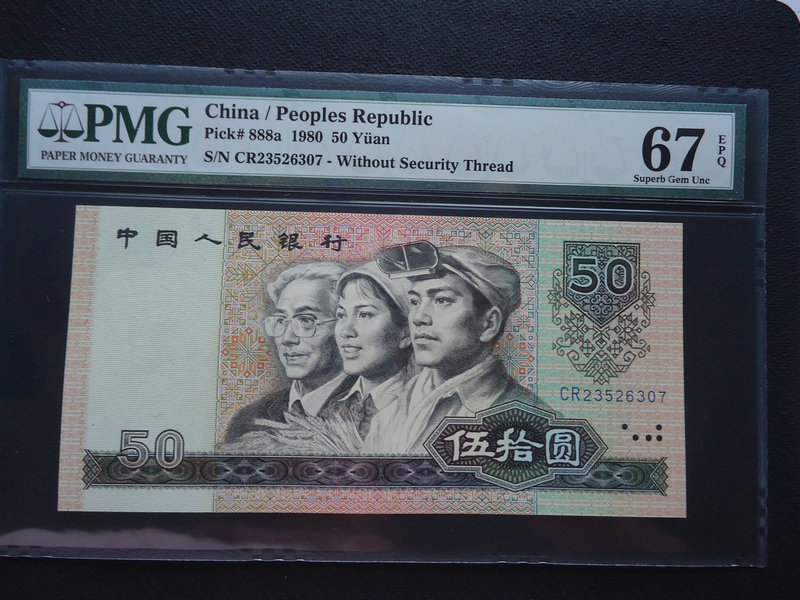 PMG
PAPER MONEY GUARANTY
China / Peoples Republic
Pick# 888a 1980 50 Yüan
S/N CR23526307 - Without Security Thread
67 EPQ
Superb Gem Unc
中国人民银行
50
CR23526307
50
伍拾圆